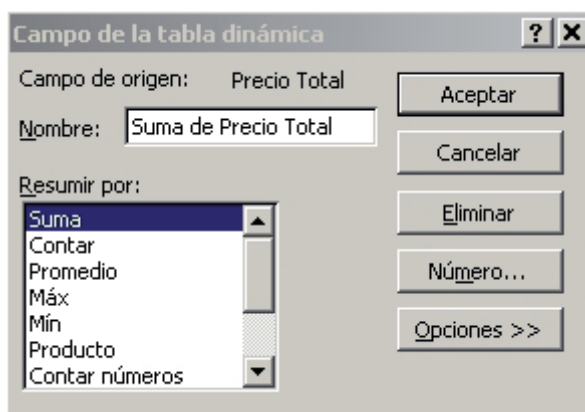 Campo de la tabla dinámica
Campo de origen: Precio Total
Nombre: Suma de Precio Total
Resumir por:
Suma
Contar
Promedio
Máx
Mín
Producto
Contar números
Aceptar
Cancelar
Eliminar
Número...
Opciones >>